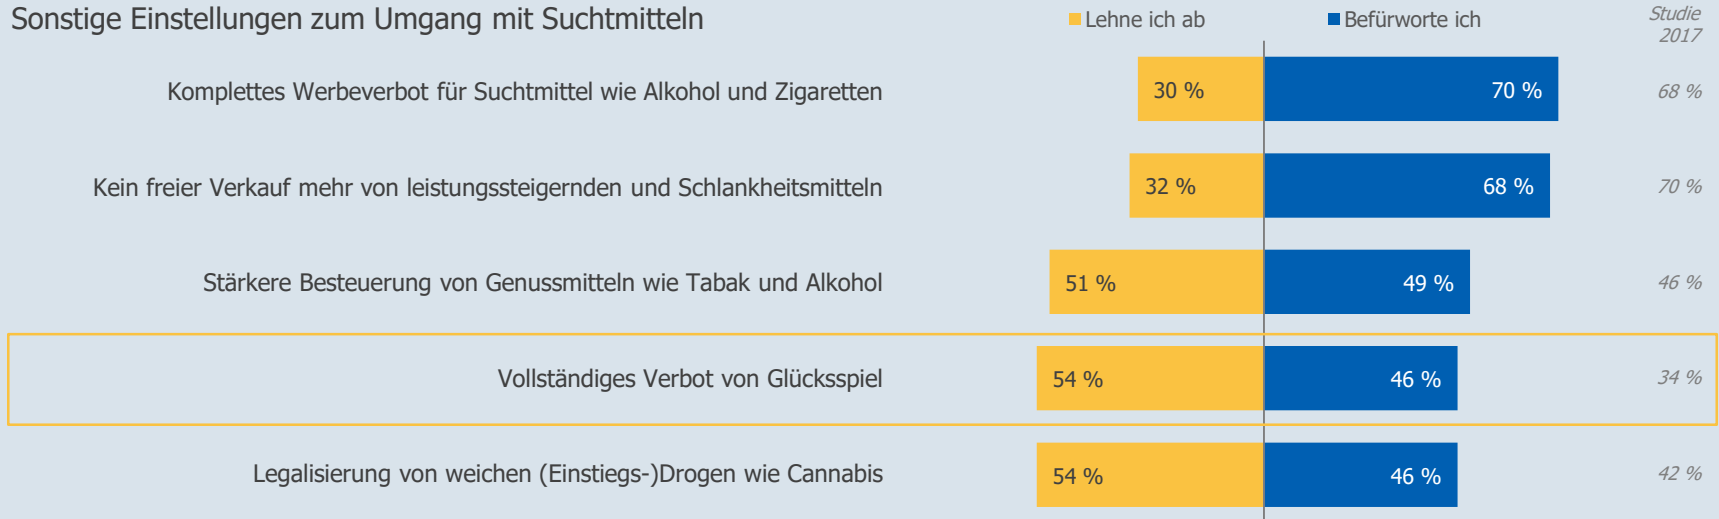 Sonstige Einstellungen zum Umgang mit Suchtmitteln
Lehne ich ab
Befürworte ich
Studie
2017
Komplettes Werbeverbot für Suchtmittel wie Alkohol und Zigaretten
30 %
70 %
68 %
Kein freier Verkauf mehr von leistungssteigernden und Schlankheitsmitteln
32 %
68 %
70 %
Stärkere Besteuerung von Genussmitteln wie Tabak und Alkohol
51 %
49 %
46 %
Vollständiges Verbot von Glücksspiel
54 %
46 %
34 %
Legalisierung von weichen (Einstiegs-)Drogen wie Cannabis
54 %
46 %
42 %